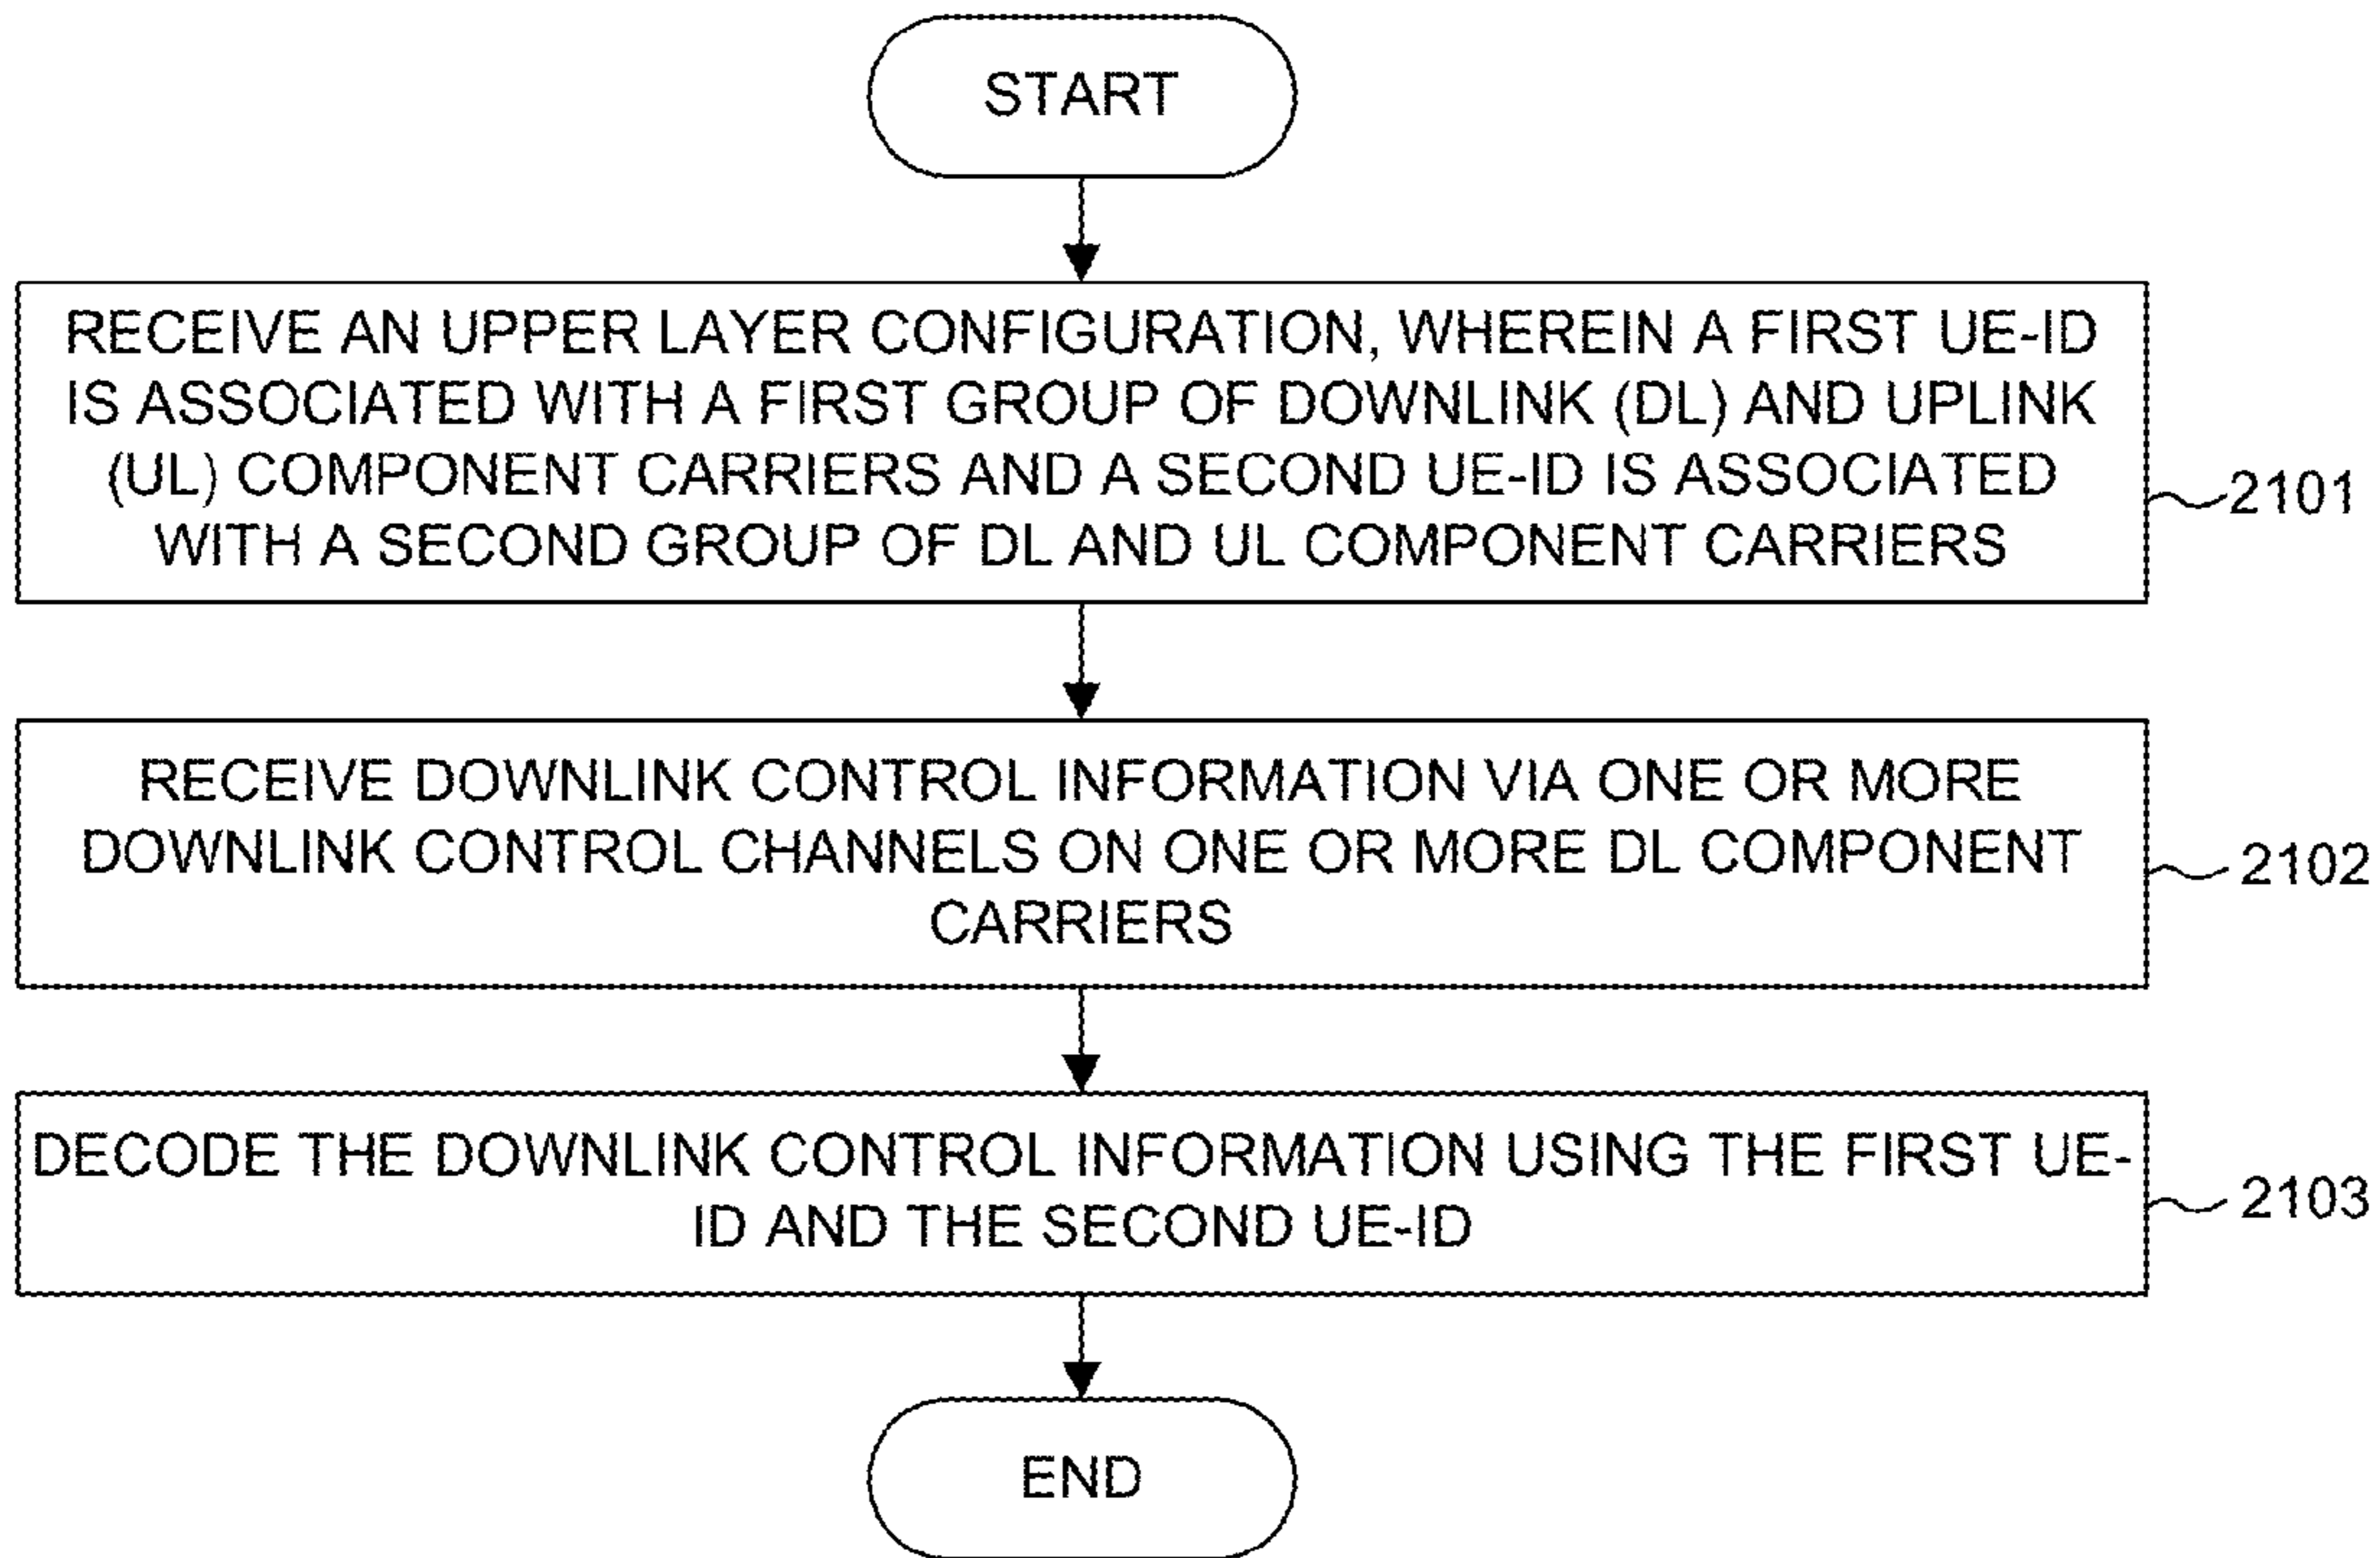 START
RECEIVE AN UPPER LAYER CONFIGURATION, WHEREIN A FIRST UE-ID
IS ASSOCIATED WITH A FIRST GROUP OF DOWNLINK (DL) AND UPLINK
(UL) COMPONENT CARRIERS AND A SECOND UE-ID IS ASSOCIATED
WITH A SECOND GROUP OF DL AND UL COMPONENT CARRIERS
2101
RECEIVE DOWNLINK CONTROL INFORMATION VIA ONE OR MORE
DOWNLINK CONTROL CHANNELS ON ONE OR MORE DL COMPONENT
CARRIERS
2102
DECODE THE DOWNLINK CONTROL INFORMATION USING THE FIRST UE-
ID AND THE SECOND UE-ID
2103
END